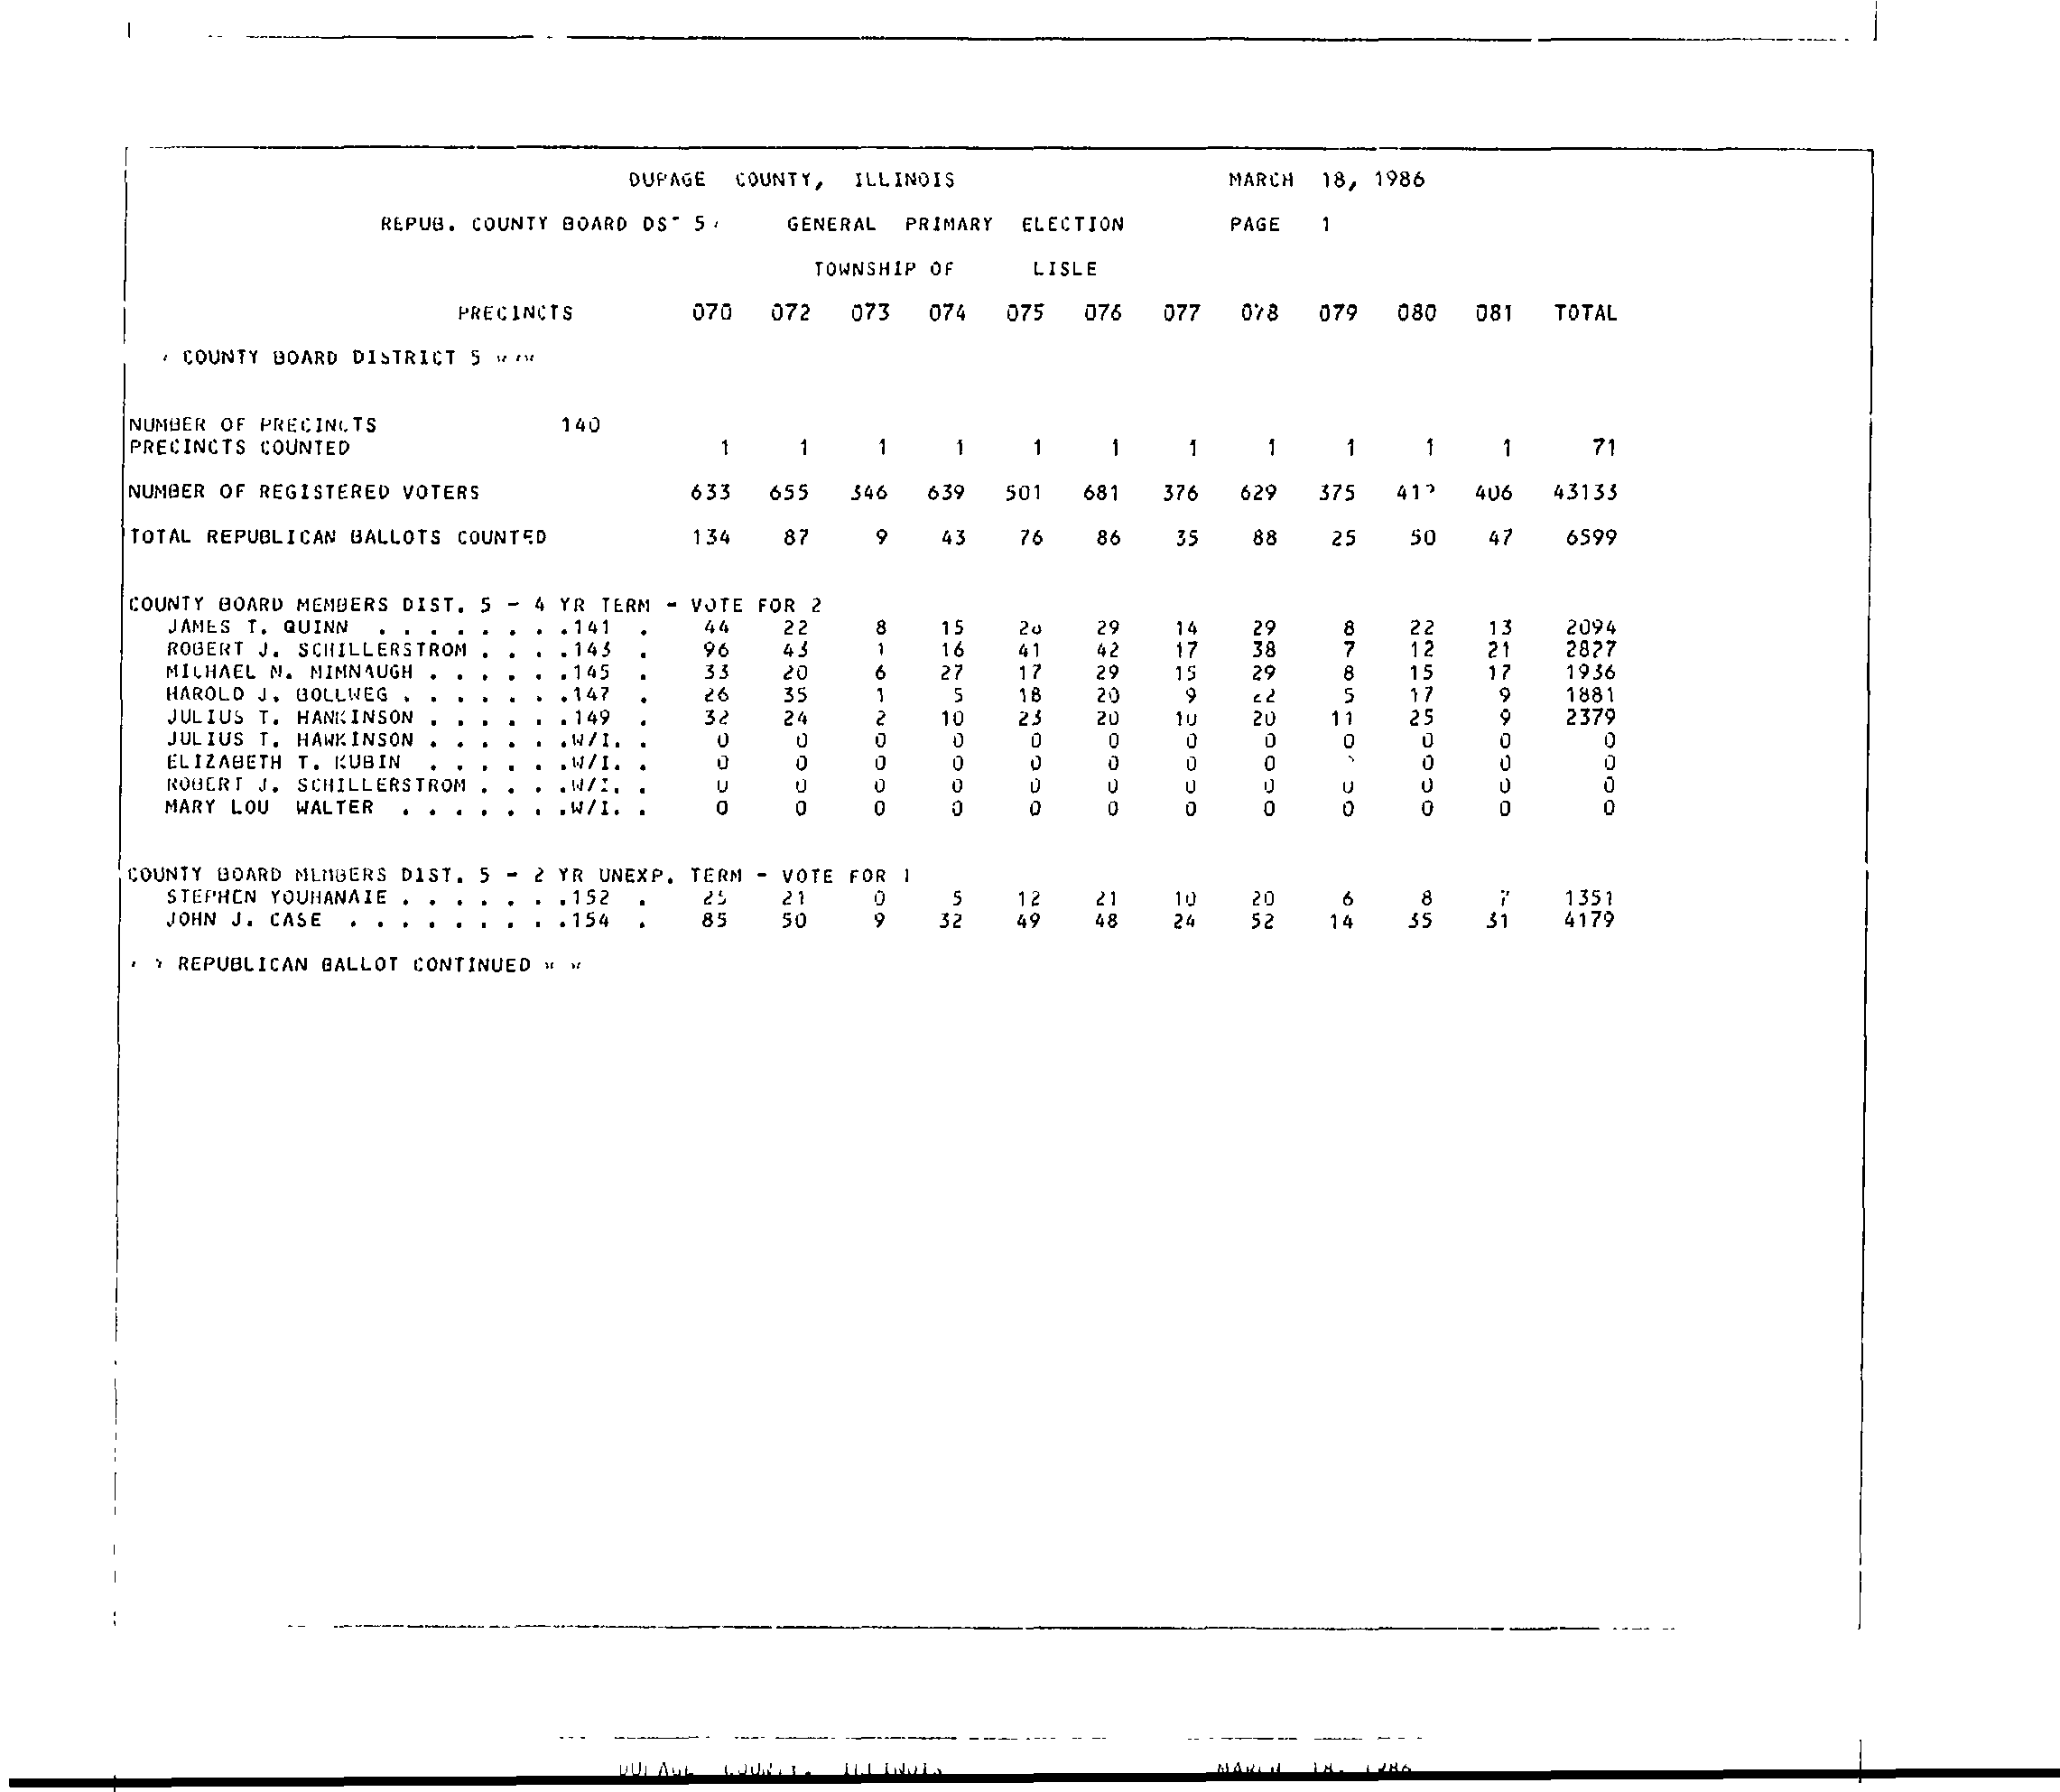 DUPAGE COUNTY, ILLINOIS MARCH 18, 1986
REPUB. COUNTY BOARD DST 5 GENERAL PRIMARY ELECTION PAGE 1
TOWNSHIP OF LISLE
PRECINCTS 070 072 073 074 075 076 077 078 079 080 081 TOTAL
COUNTY BOARD DISTRICT 5
NUMBER OF PRECINCTS 140
PRECINCTS COUNTED 1 1 1 1 1 1 1 1 1 1 1 71
NUMBER OF REGISTERED VOTERS 633 655 346 639 501 681 376 629 375 406 43133
TOTAL REPUBLICAN BALLOTS COUNTED 134 87 9 43 76 86 35 88 25 50 47 6599
COUNTY BOARD MEMBERS DIST. 5 - 4 YR TERM - VOTE FOR 2
JAMES T. QUINN . . . . . . . .141 . 44 22 8 15 29 14 29 8 22 13 2094
ROBERT J. SCHILLERSTROM . . . .143 . 96 43 1 16 41 42 17 38 7 12 21 2827
MICHAEL N. MIMNAUGH . . . . . .145 . 33 20 6 27 17 29 15 29 8 15 17 1936
HAROLD J. BOLLWEG . . . . . . .147 . 26 35 1 5 18 20 9 22 5 17 9 1881
JULIUS T. HANKINSON . . . . . .149 . 32 24 2 10 23 20 10 20 11 25 9 2379
JULIUS T. HAWKINSON . . . . . .W/I. . 0 0 0 0 0 0 0 0 0 0 0 0
ELIZABETH T. KUBIN . . . . . .W/I. . 0 0 0 0 0 0 0 0 0 0 0
ROBERT J. SCHILLERSTROM . . . .W/I. . 0 0 0 0 0 0 0 0 0 0 0 0
MARY LOU WALTER . . . . . . .W/I. . 0 0 0 0 0 0 0 0 0 0 0 0
COUNTY BOARD MEMBERS DIST. 5 - 2 YR UNEXP. TERM - VOTE FOR 1
STEPHEN YOUHANAIE . . . . . . .152 . 25 21 0 5 12 21 10 20 6 8 7 1351
JOHN J. CASE . . . . . . . . .154 . 85 50 9 32 49 48 24 52 14 35 31 4179
REPUBLICAN BALLOT CONTINUED
DUPAGE COUNTY, ILLINOIS MARCH 18, 1986